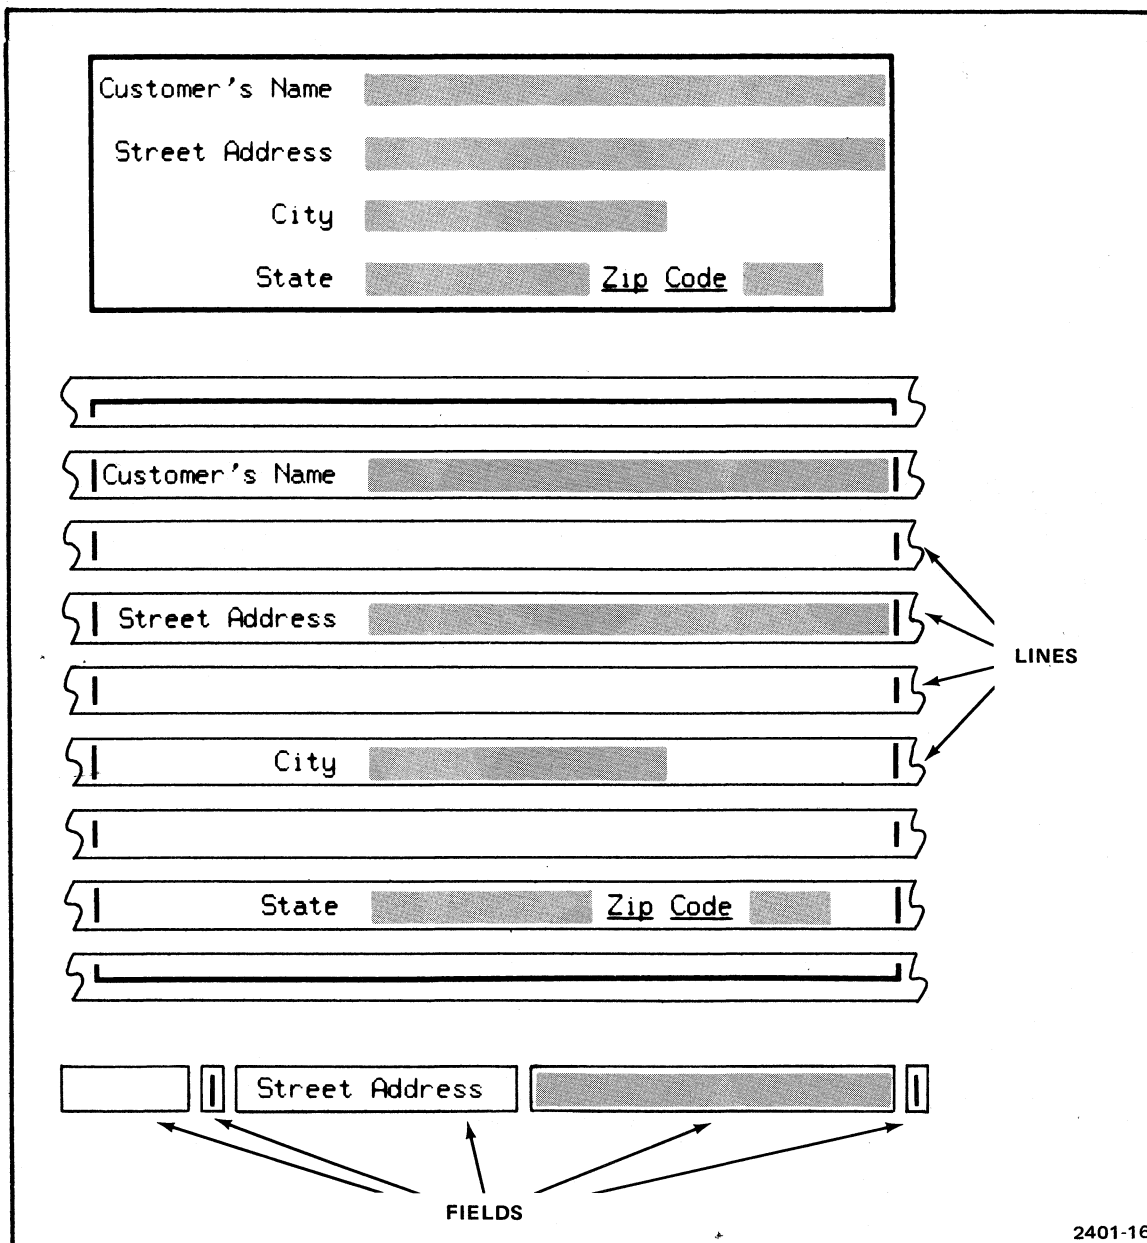 Customer's Name
Street Address
City
State Zip Code
Customer's Name
Street Address
LINES
City
State Zip Code
Street Address
FIELDS
2401-16